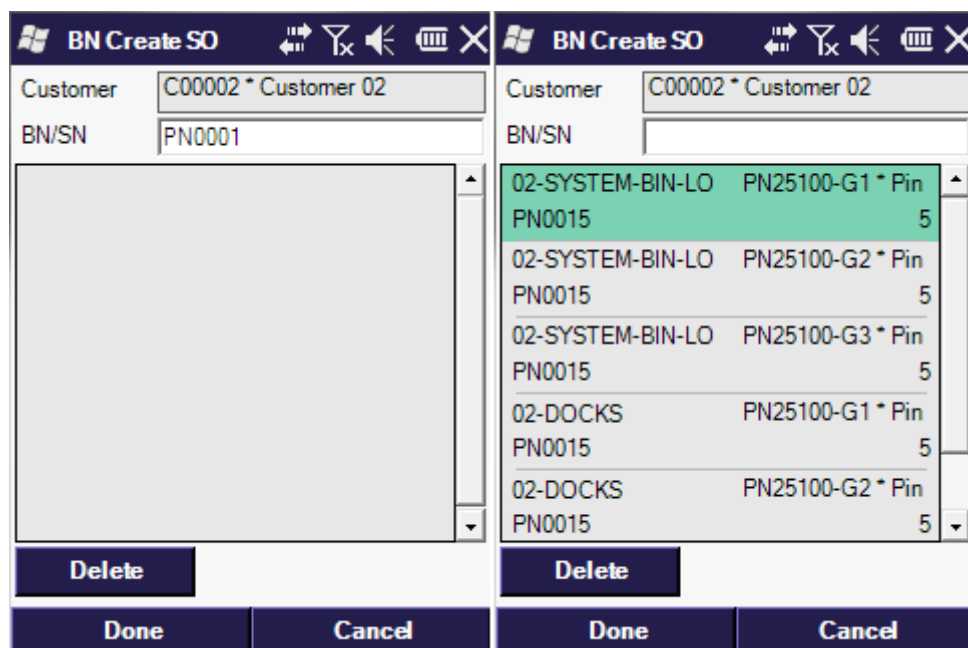 BN Create SO
Customer C00002 * Customer 02
BN/SN PN0001
Delete
Done Cancel
BN Create SO
Customer C00002 * Customer 02
BN/SN
02-SYSTEM-BIN-LO PN25100-G1 * Pin
PN0015 5
02-SYSTEM-BIN-LO PN25100-G2 * Pin
PN0015 5
02-SYSTEM-BIN-LO PN25100-G3 * Pin
PN0015 5
02-DOCKS PN25100-G1 * Pin
PN0015 5
02-DOCKS PN25100-G2 * Pin
PN0015 5
Delete
Done Cancel